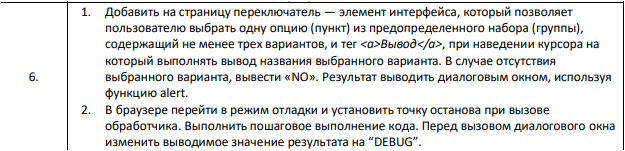 1. Добавить на страницу переключатель — элемент интерфейса, который позволяет
пользователю выбрать одну опцию (пункт) из предопределенного набора (группы),
содержащий не менее трех вариантов, и тег <a>Вывод</a>, при наведении курсора на
который выполнять вывод названия выбранного варианта. В случае отсутствия
выбранного варианта, вывести «NO». Результат выводить диалоговым окном, используя
функцию alert.
6.
2. В браузере перейти в режим отладки и установить точку останова при вызове
обработчика. Выполнить пошаговое выполнение кода. Перед вызовом диалогового окна
изменить выводимое значение результата на “DEBUG”.